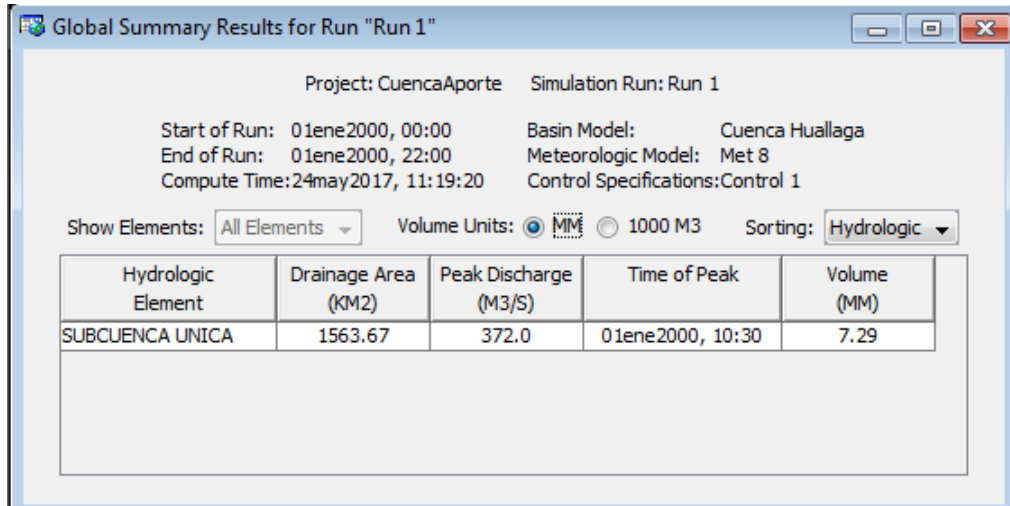 Global Summary Results for Run "Run 1"
Project: CuencaAporte Simulation Run: Run 1
Start of Run: 01ene2000, 00:00 Basin Model: Cuenca Huallaga
End of Run: 01ene2000, 22:00 Meteorologic Model: Met 8
Compute Time:24may2017, 11:19:20 Control Specifications:Control 1
Show Elements: All Elements Volume Units: MM 1000 M3 Sorting: Hydrologic
Hydrologic Drainage Area Peak Discharge Time of Peak Volume
Element (KM2) (M3/S) (MM)
SUBCUENCA UNICA 1563.67 372.0 01ene2000, 10:30 7.29